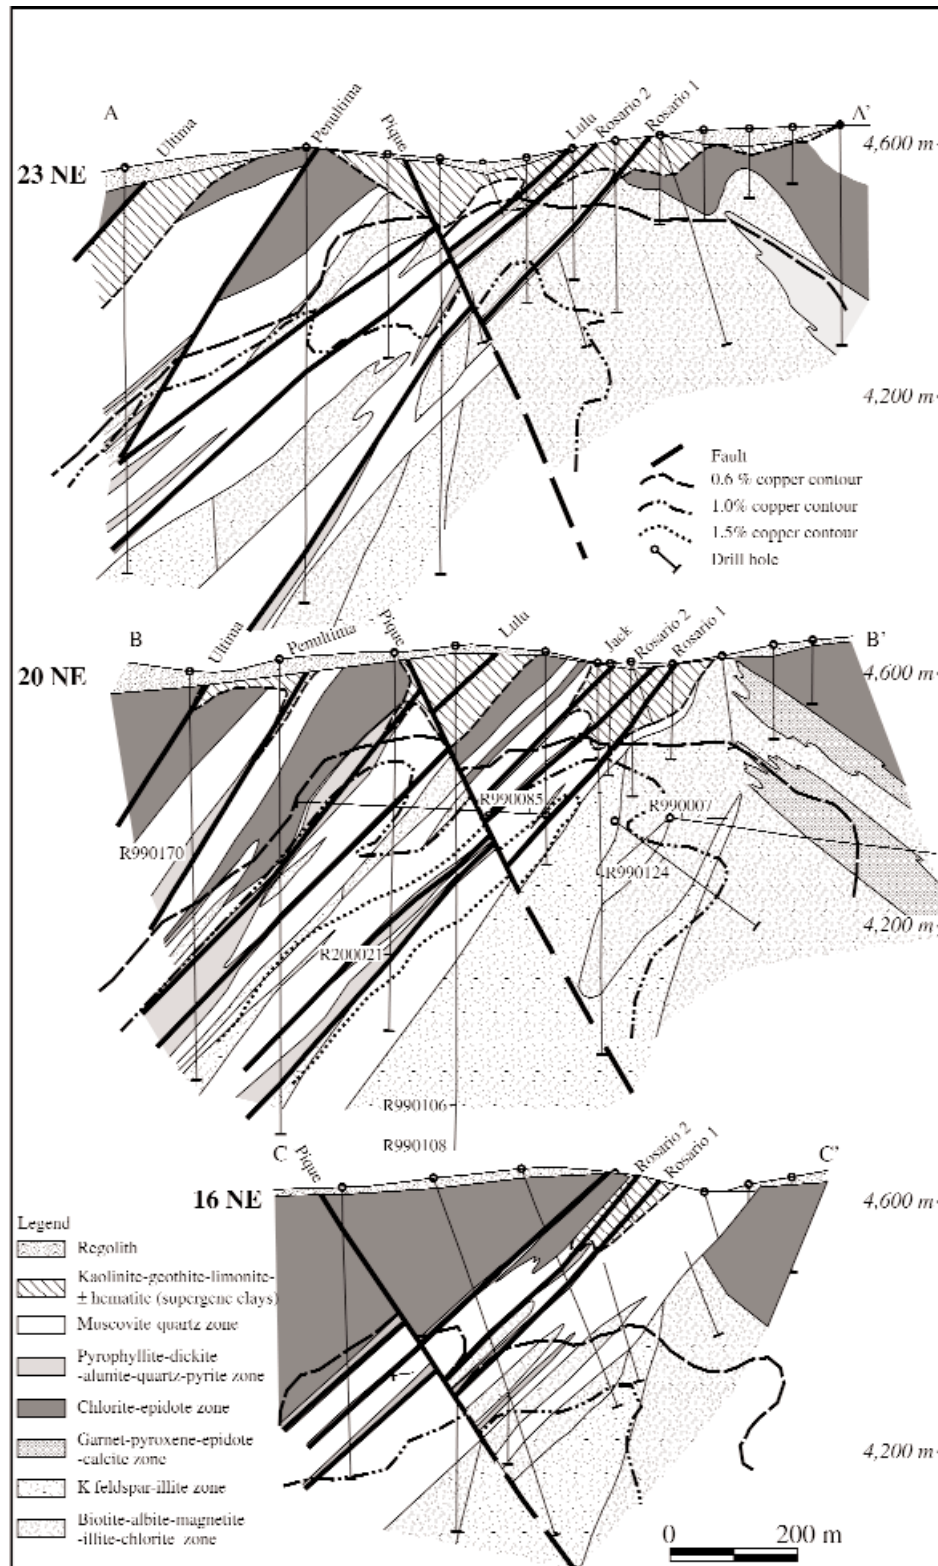 A
Ultima
Penultima
Pique
Lulu
Rosario 2
Rosario 1
A'
4,600 m
23 NE
4,200 m
Fault
0.6 % copper contour
1.0% copper contour
1.5% copper contour
Drill hole
B
Ultima
Penultima
Pique
Lulu
Jack
Rosario 2
Rosario 1
B'
20 NE
4,600 m
R990085
R990007
R990170
R990124
4,200 m
R200021
R990106
R990108
C
Pique
Rosario 2
Rosario 1
C'
16 NE
4,600 m
Legend
Regolith
Kaolinite-geothite-limonite-
± hematite (supergene clays)
Muscovite quartz zone
Pyrophyllite-dickite
-alunite-quartz-pyrite zone
Chlorite-epidote zone
Garnet-pyroxene-epidote
-calcite zone
K feldspar-illite zone
Biotite-albite-magnetite
-illite-chlorite zone
4,200 m
0 200 m